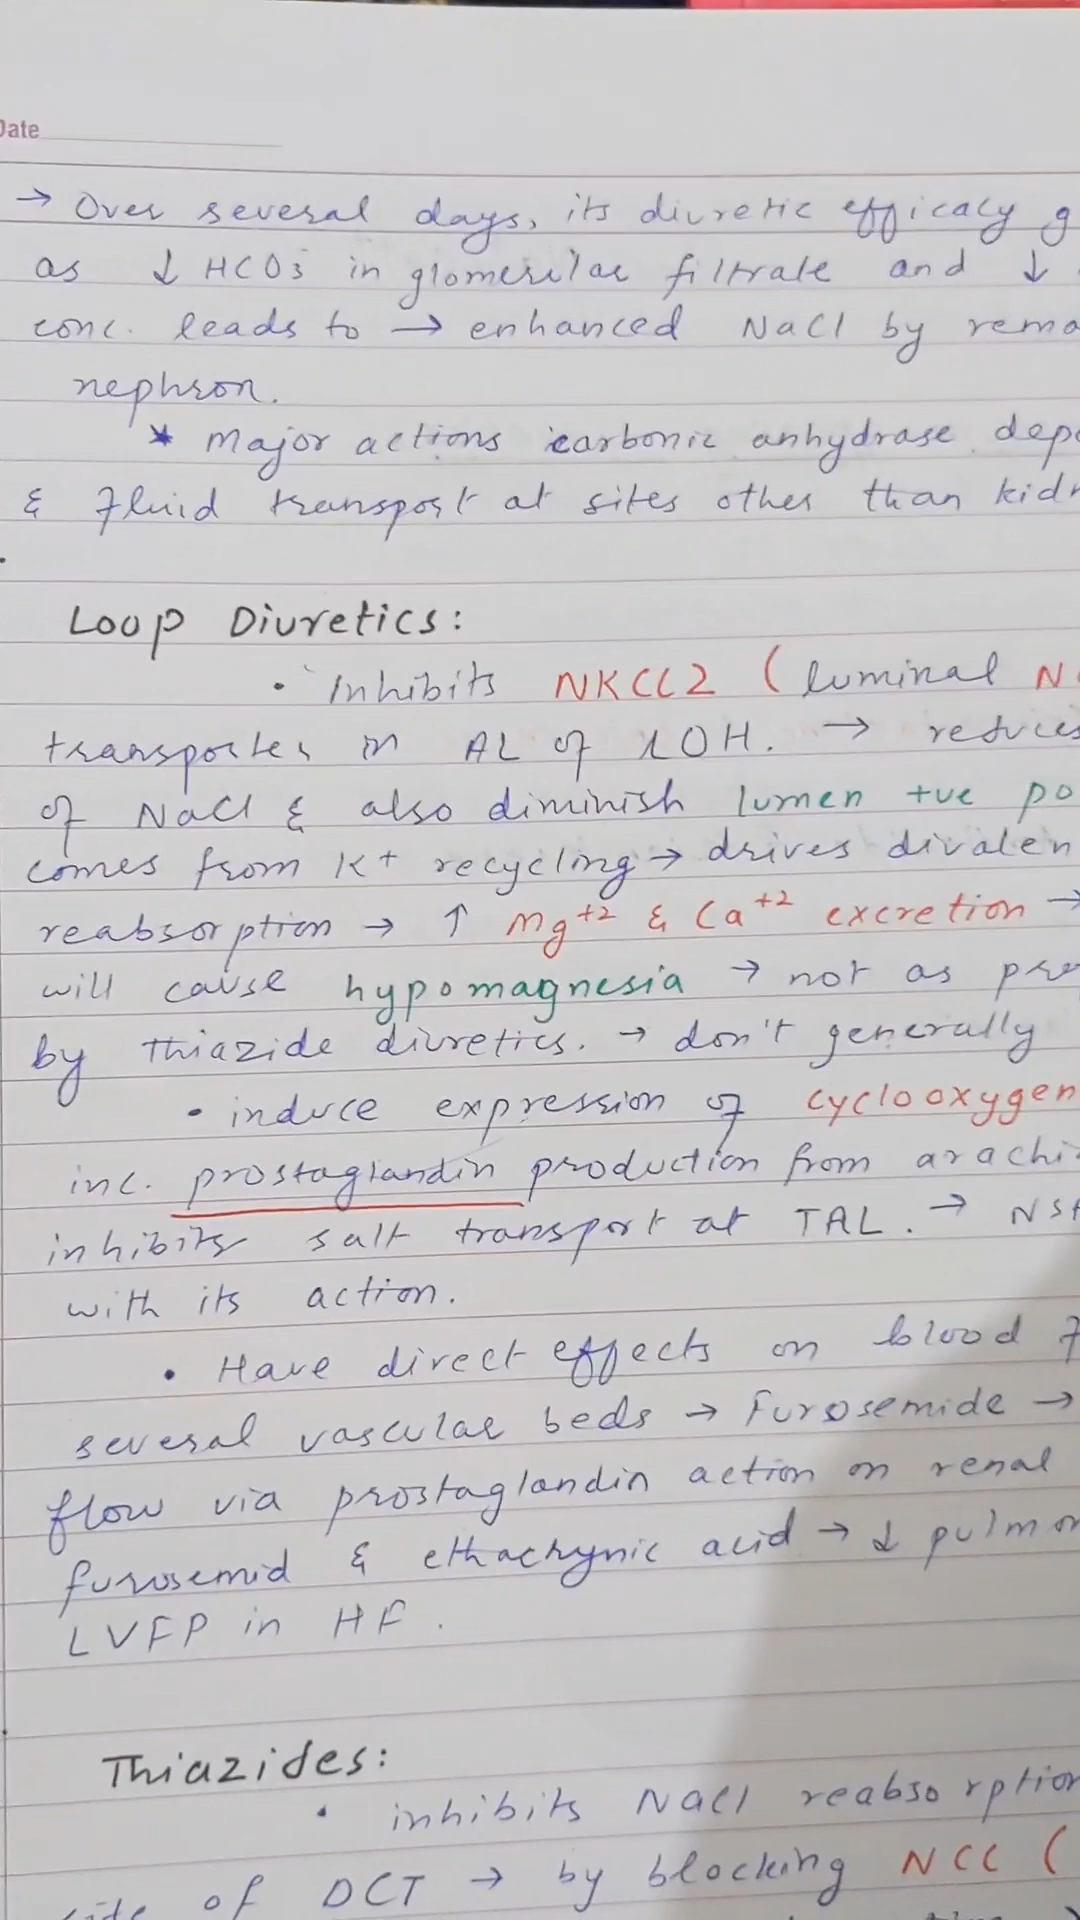 Date
→ Over several days, its diuretic efficacy g
as ↓ HCO3 in glomerular filtrate and ↓
conc. leads to → enhanced NaCl by rema
nephron.
* Major actions carbonic anhydrase depe
& fluid transport at sites other than kidn
Loop Diuretics:
• Inhibits NKCC2 (luminal N
transporter in AL of LOH. → reduces
of NaCl & also diminish lumen +ve po
comes from K+ recycling → drives divalen
reabsorption → ↑ Mg+2 & Ca+2 excretion →
will cause hypomagnesia → not as pro
by Thiazide diuretics. → don't generally
• induce expression of cyclooxygen
inc. prostaglandin production from arachi
inhibits salt transport at TAL. → NSA
with its action.
• Have direct effects on blood f
several vascular beds → Furosemide →
flow via prostaglandin action on renal
furosemid & ethacrynic acid → ↓ pulmon
LVFP in HF.
Thiazides:
• inhibits NaCl reabsorption
site of DCT → by blocking NCC (